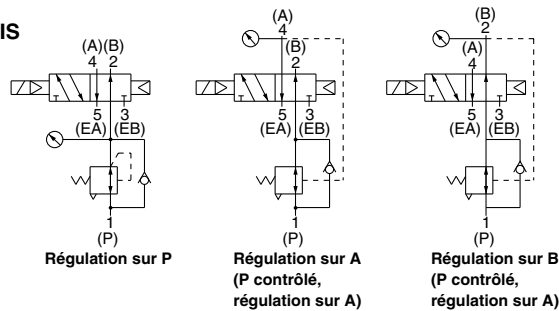 IS
(A)(B)
4 2
5 3
(EA) (EB)
1
(P)
Régulation sur P
(A)
4
(B)
2
5 3
(EA) (EB)
1
(P)
Régulation sur A
(P contrôlé,
régulation sur A)
(B)
2
(A)
4
5 3
(EA) (EB)
1
(P)
Régulation sur B
(P contrôlé,
régulation sur A)